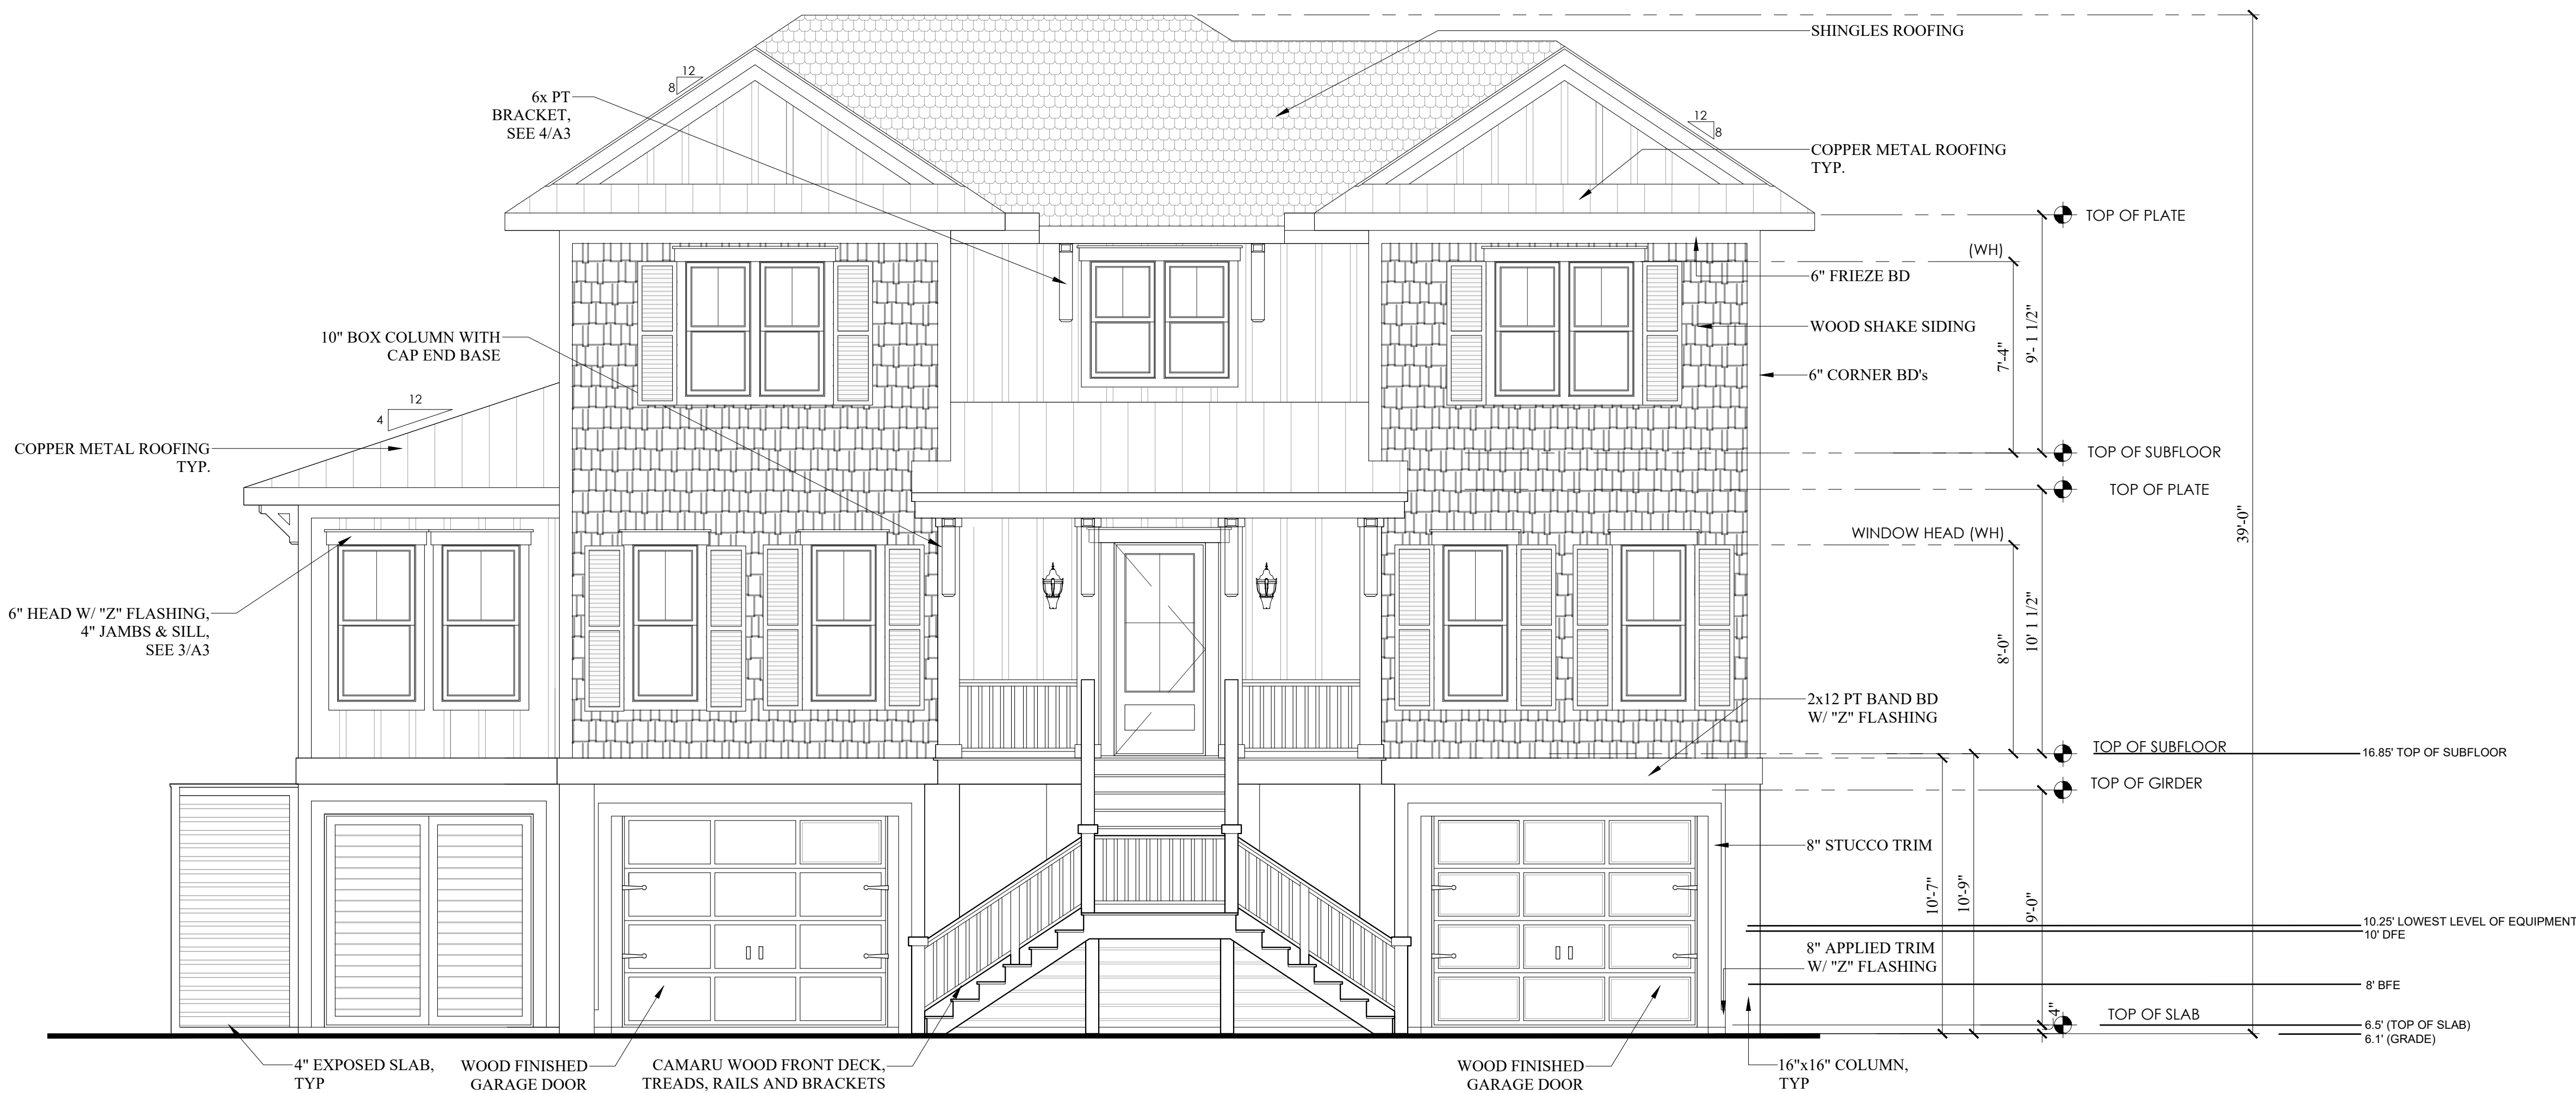 SHINGLES ROOFING
12
8
6x PT
BRACKET,
SEE 4/A3
12
8
COPPER METAL ROOFING
TYP.
TOP OF PLATE
(WH)
6" FRIEZE BD
WOOD SHAKE SIDING
9'- 1 1/2"
7'-4"
10" BOX COLUMN WITH
CAP END BASE
6" CORNER BD's
12
4
COPPER METAL ROOFING
TYP.
TOP OF SUBFLOOR
TOP OF PLATE
39'-0"
WINDOW HEAD (WH)
6" HEAD W/ "Z" FLASHING,
4" JAMBS & SILL,
SEE 3/A3
10' 1 1/2"
8'-0"
2x12 PT BAND BD
W/ "Z" FLASHING
TOP OF SUBFLOOR
16.85' TOP OF SUBFLOOR
TOP OF GIRDER
8" STUCCO TRIM
10'-7"
10'-9"
9'-0"
10.25' LOWEST LEVEL OF EQUIPMENT
10' DFE
8" APPLIED TRIM
W/ "Z" FLASHING
8' BFE
4"
TOP OF SLAB
6.5' (TOP OF SLAB)
6.1' (GRADE)
4" EXPOSED SLAB,
TYP
WOOD FINISHED
GARAGE DOOR
CAMARU WOOD FRONT DECK,
TREADS, RAILS AND BRACKETS
WOOD FINISHED
GARAGE DOOR
16"x16" COLUMN,
TYP